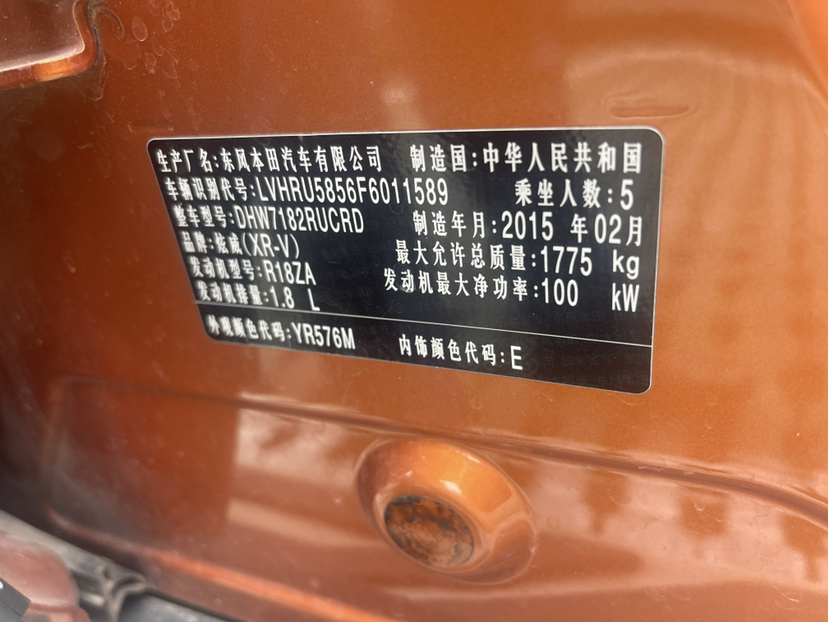 生产厂名:东风本田汽车有限公司 制造国:中华人民共和国
车辆识别代号:LVHRU5856F6011589 乘坐人数:5
整车型号:DHW7182RUCRD 制造年月:2015 年 02月
品牌:炫威(XR-V) 最大允许总质量:1775 kg
发动机型号:R18ZA 发动机最大净功率:100 kW
发动机排量:1.8 L
外观颜色代码:YR576M 内饰颜色代码:E